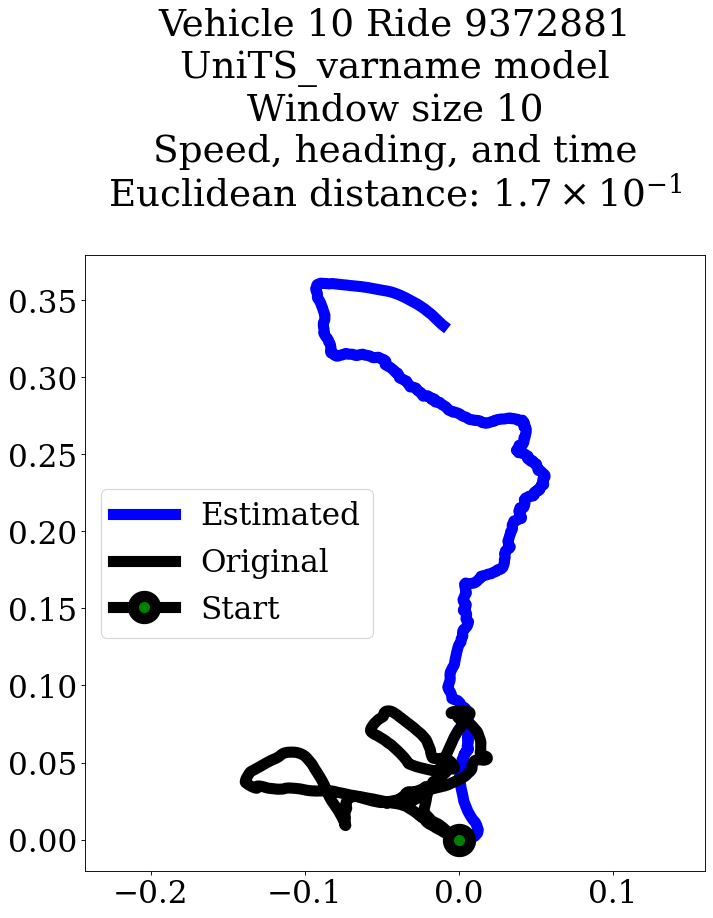 Vehicle 10 Ride 9372881
UniTS_varname model
Window size 10
Speed, heading, and time
Euclidean distance: 1.7 × 10⁻¹
0.35
0.30
0.25
0.20
0.15
0.10
0.05
0.00
Estimated
Original
Start
−0.2 −0.1 0.0 0.1